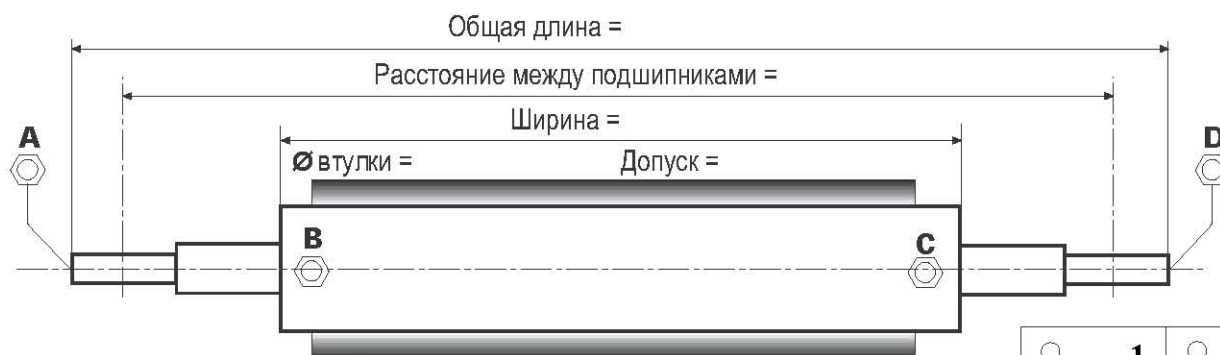 Общая длина =
Расстояние между подшипниками =
Ширина =
Ø втулки = Допуск =
A D
B C
1